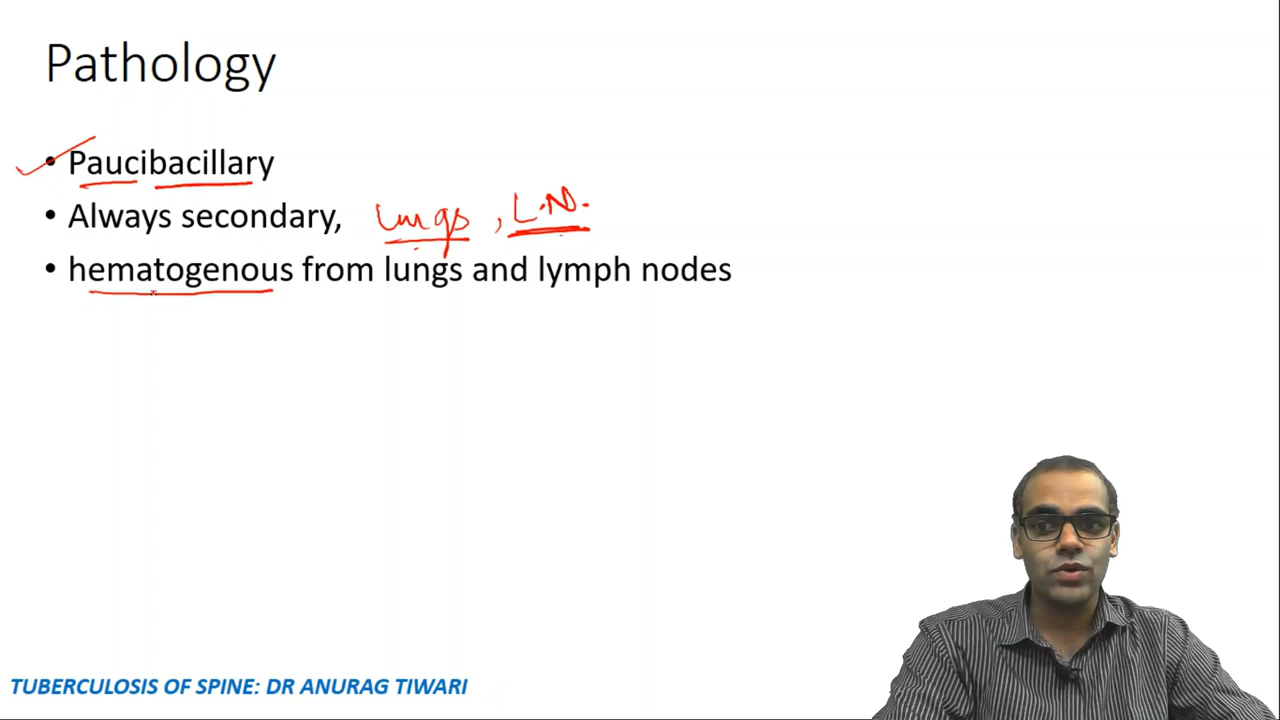 Pathology
• Paucibacillary
• Always secondary, lungs , L.N.
• hematogenous from lungs and lymph nodes
TUBERCULOSIS OF SPINE: DR ANURAG TIWARI